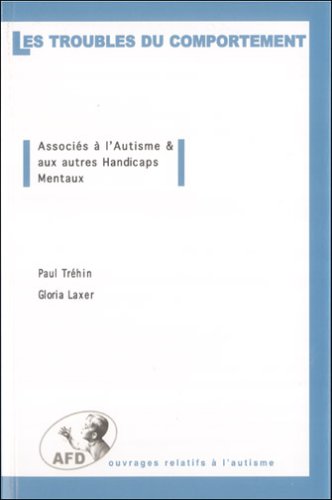 LES TROUBLES DU COMPORTEMENT
Associés à l'Autisme &
aux autres Handicaps
Mentaux
Paul Tréhin
Gloria Laxer
AFD
ouvrages relatifs à l'autisme